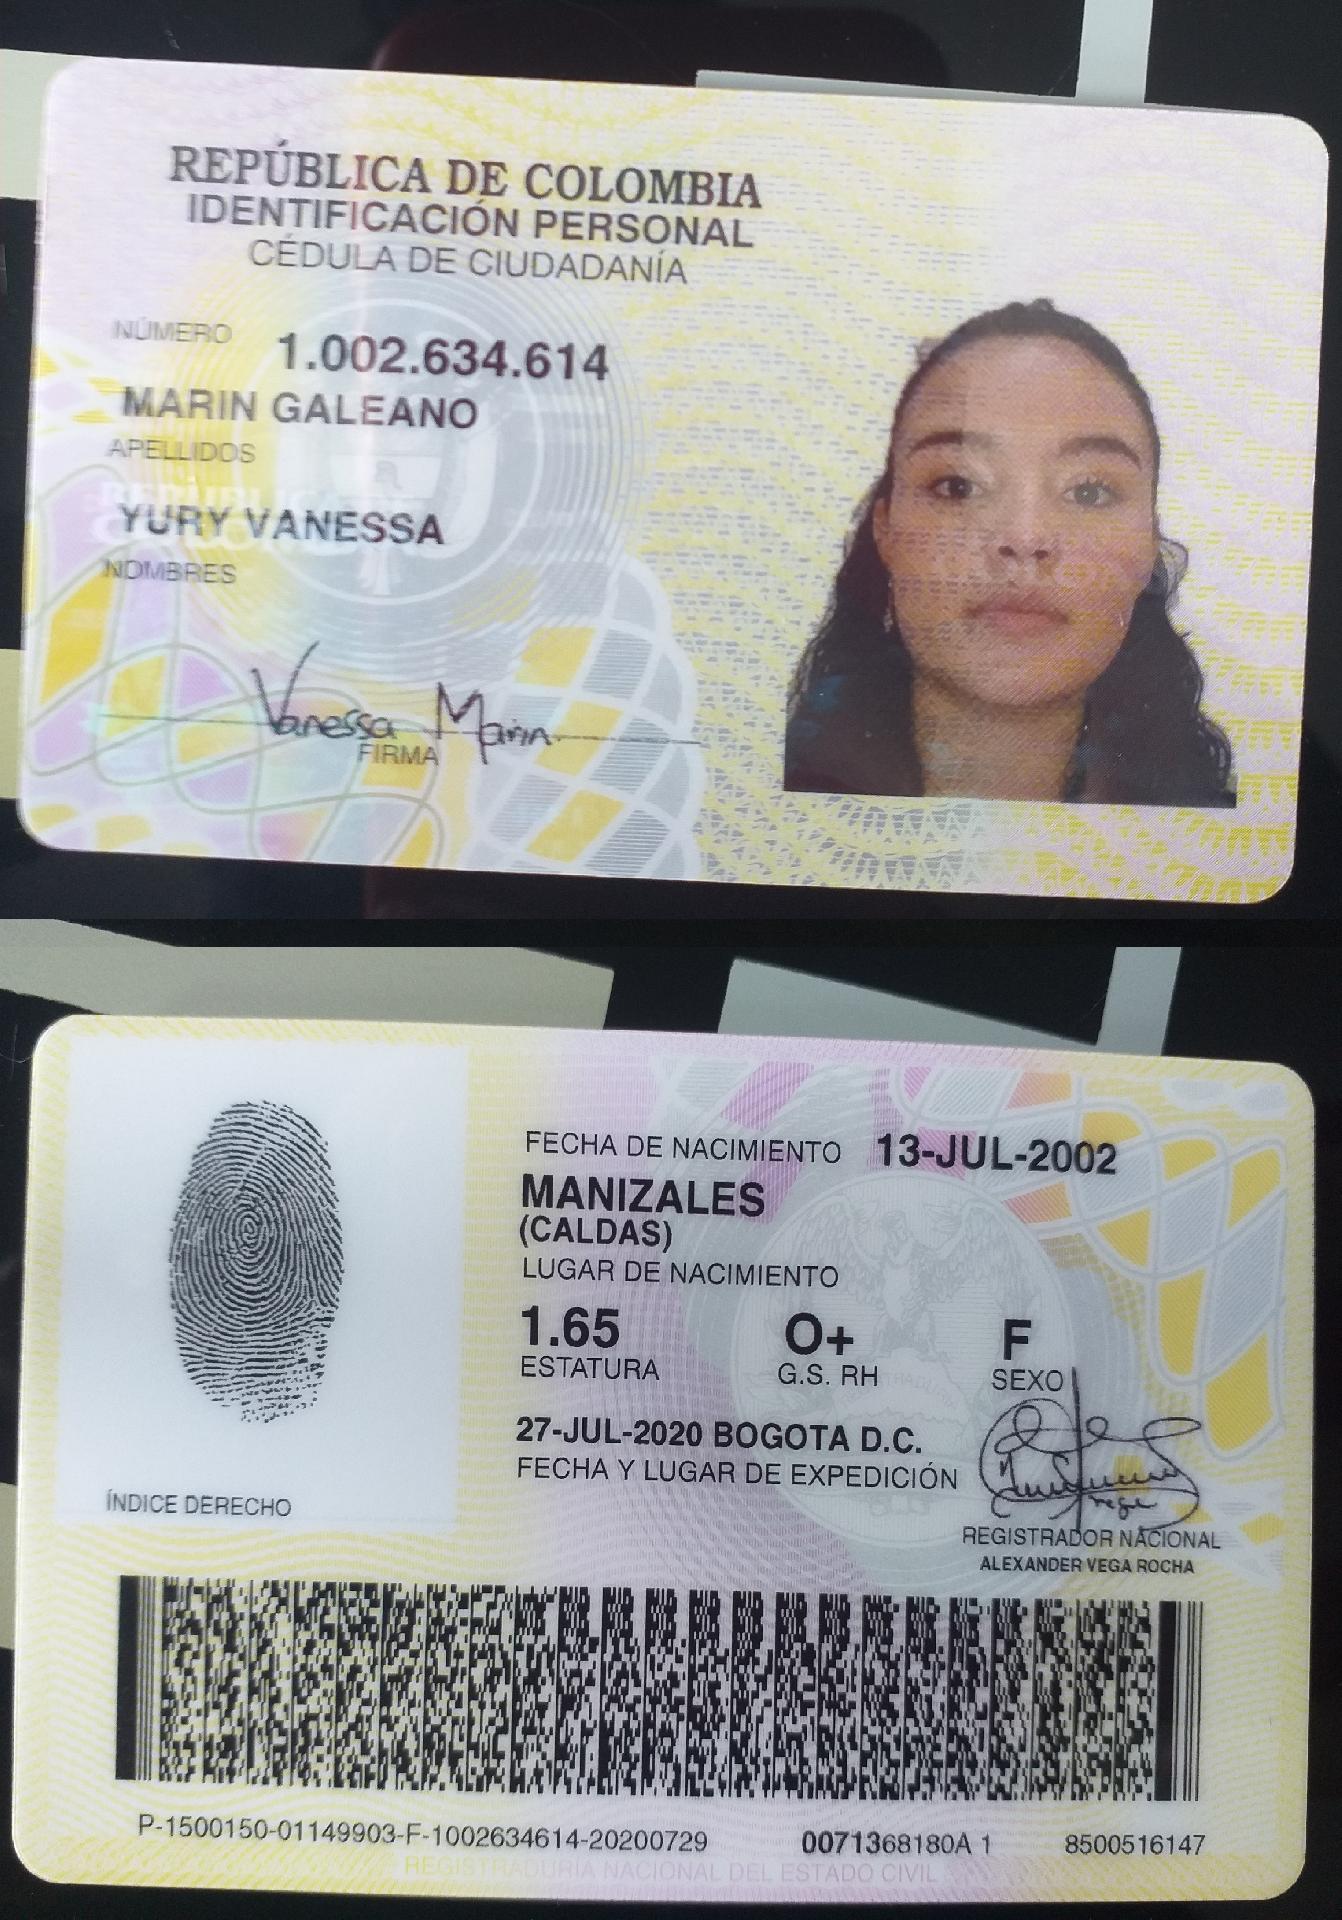 REPÚBLICA DE COLOMBIA
IDENTIFICACIÓN PERSONAL
CÉDULA DE CIUDADANÍA
NÚMERO 1.002.634.614
MARIN GALEANO
APELLIDOS
YURY VANESSA
NOMBRES
Vanessa Marin
FIRMA
FECHA DE NACIMIENTO 13-JUL-2002
MANIZALES
(CALDAS)
LUGAR DE NACIMIENTO
1.65 O+ F
ESTATURA G.S. RH SEXO
27-JUL-2020 BOGOTA D.C.
FECHA Y LUGAR DE EXPEDICIÓN
ÍNDICE DERECHO
REGISTRADOR NACIONAL
ALEXANDER VEGA ROCHA
P-1500150-01149903-F-1002634614-20200729 0071368180A 1 8500516147
REGISTRADURIA NACIONAL DEL ESTADO CIVIL